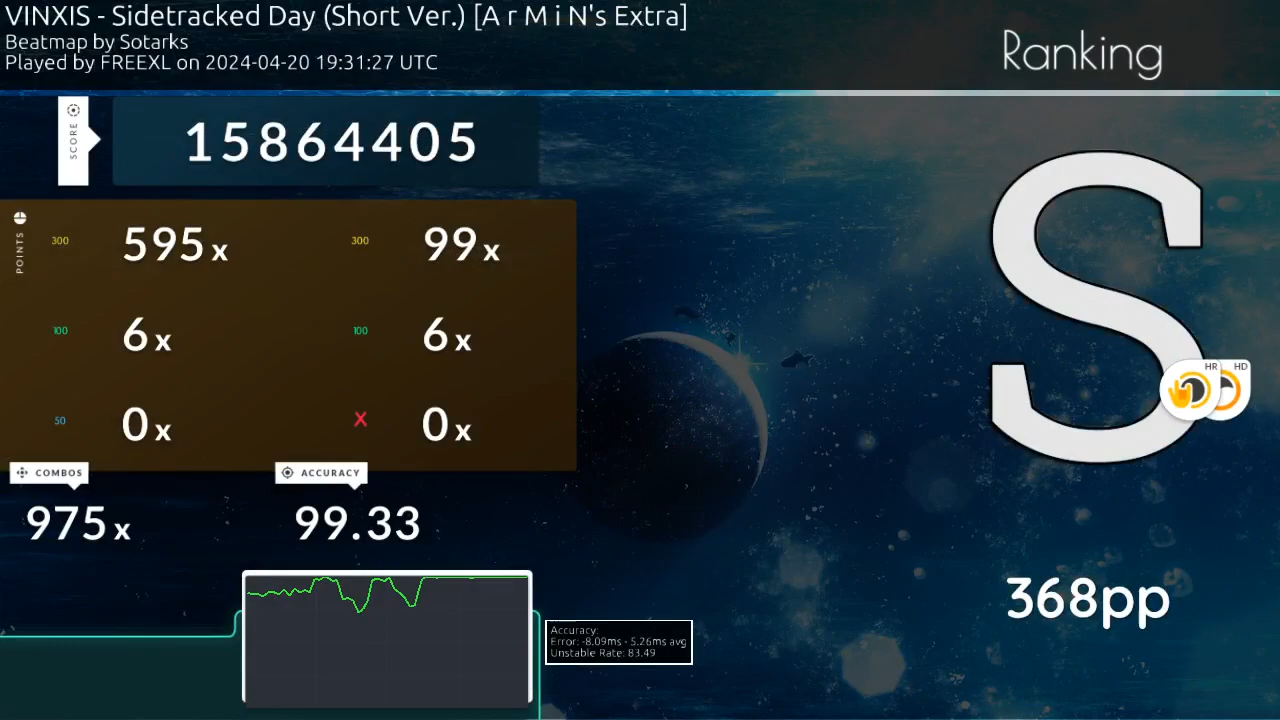 VINXIS - Sidetracked Day (Short Ver.) [A r M i N's Extra]
Beatmap by Sotarks
Played by FREEXL on 2024-04-20 19:31:27 UTC
Ranking
SCORE
15864405
POINTS
300 595x 300 99x
100 6x 100 6x
50 0x X 0x
HR HD
COMBOS ACCURACY
975x 99.33
368pp
Accuracy:
Error: -8.09ms - 5.26ms avg
Unstable Rate: 83.49
S